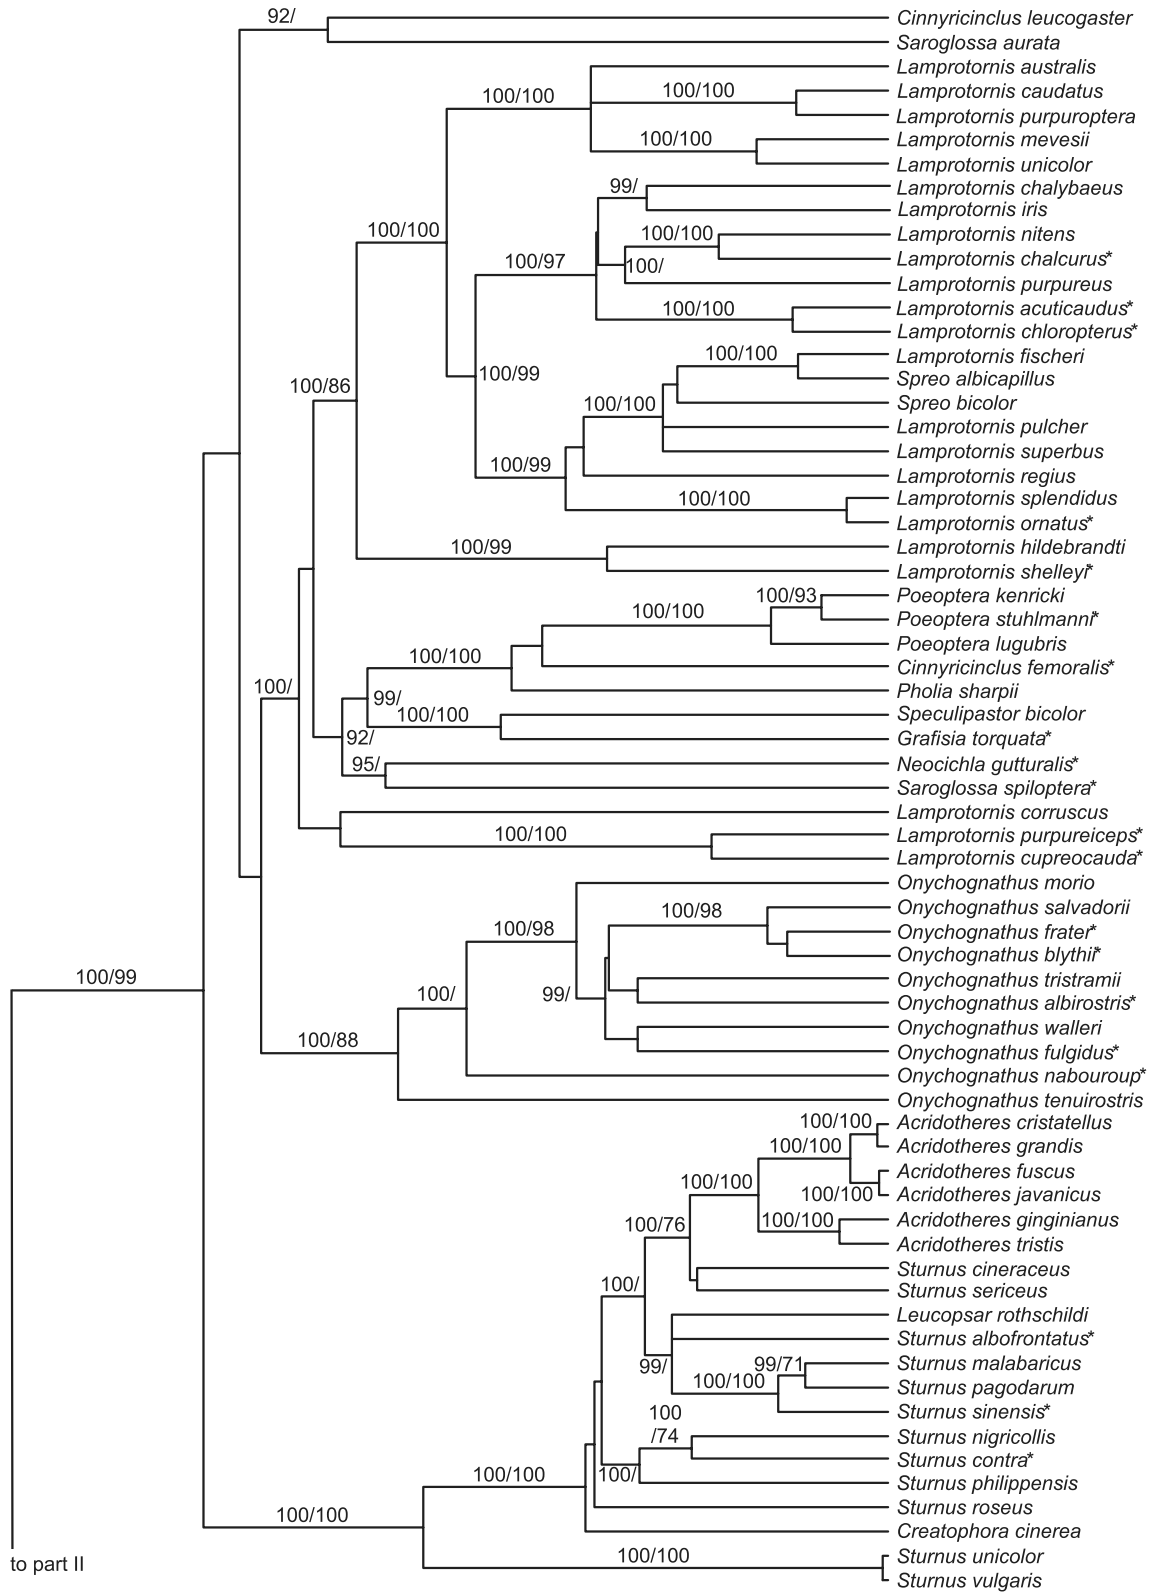 92/
Cinnyricinclus leucogaster
Saroglossa aurata
Lamprotornis australis
100/100
100/100
Lamprotornis caudatus
Lamprotornis purpuroptera
100/100
Lamprotornis mevesii
Lamprotornis unicolor
99/
Lamprotornis chalybaeus
Lamprotornis iris
100/100
100/100
Lamprotornis nitens
100/97
100/
Lamprotornis chalcurus*
Lamprotornis purpureus
100/100
Lamprotornis acuticaudus*
Lamprotornis chloropterus*
100/100
Lamprotornis fischeri
100/99
Spreo albicapillus
100/86
100/100
Spreo bicolor
Lamprotornis pulcher
Lamprotornis superbus
100/99
Lamprotornis regius
100/100
Lamprotornis splendidus
Lamprotornis ornatus*
100/99
Lamprotornis hildebrandti
Lamprotornis shelleyi*
100/93
Poeoptera kenricki
100/100
Poeoptera stuhlmanni*
Poeoptera lugubris
100/100
Cinnyricinclus femoralis*
100/
99/
Pholia sharpii
100/100
Speculipastor bicolor
92/
Grafisia torquata*
95/
Neocichla gutturalis*
Saroglossa spiloptera*
Lamprotornis corruscus
100/100
Lamprotornis purpureiceps*
Lamprotornis cupreocauda*
Onychognathus morio
100/98
100/98
Onychognathus salvadorii
Onychognathus frater*
Onychognathus blythii*
100/99
Onychognathus tristramii
100/
99/
Onychognathus albirostris*
Onychognathus walleri
100/88
Onychognathus fulgidus*
Onychognathus nabouroup*
Onychognathus tenuirostris
100/100
Acridotheres cristatellus
100/100
Acridotheres grandis
Acridotheres fuscus
100/100
100/100
Acridotheres javanicus
100/76
100/100
Acridotheres ginginianus
Acridotheres tristis
Sturnus cineraceus
100/
Sturnus sericeus
Leucopsar rothschildi
Sturnus albofrontatus*
99/
99/71
Sturnus malabaricus
100/100
Sturnus pagodarum
100
Sturnus sinensis*
/74
Sturnus nigricollis
Sturnus contra*
100/100
100/
Sturnus philippensis
100/100
Sturnus roseus
Creatophora cinerea
to part II
100/100
Sturnus unicolor
Sturnus vulgaris